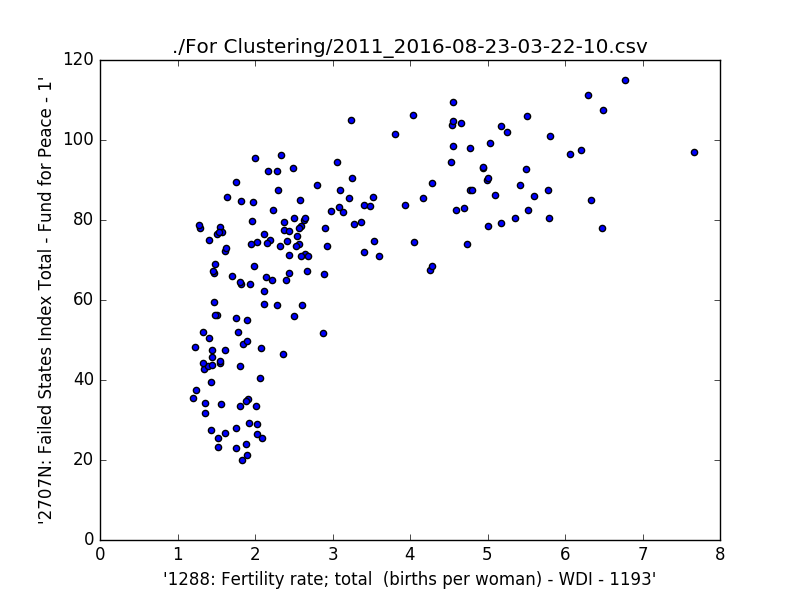 ./For Clustering/2011_2016-08-23-03-22-10.csv
120
100
80
60
40
20
0
'2707N: Failed States Index Total - Fund for Peace - 1'
0 1 2 3 4 5 6 7 8
'1288: Fertility rate; total  (births per woman) - WDI - 1193'